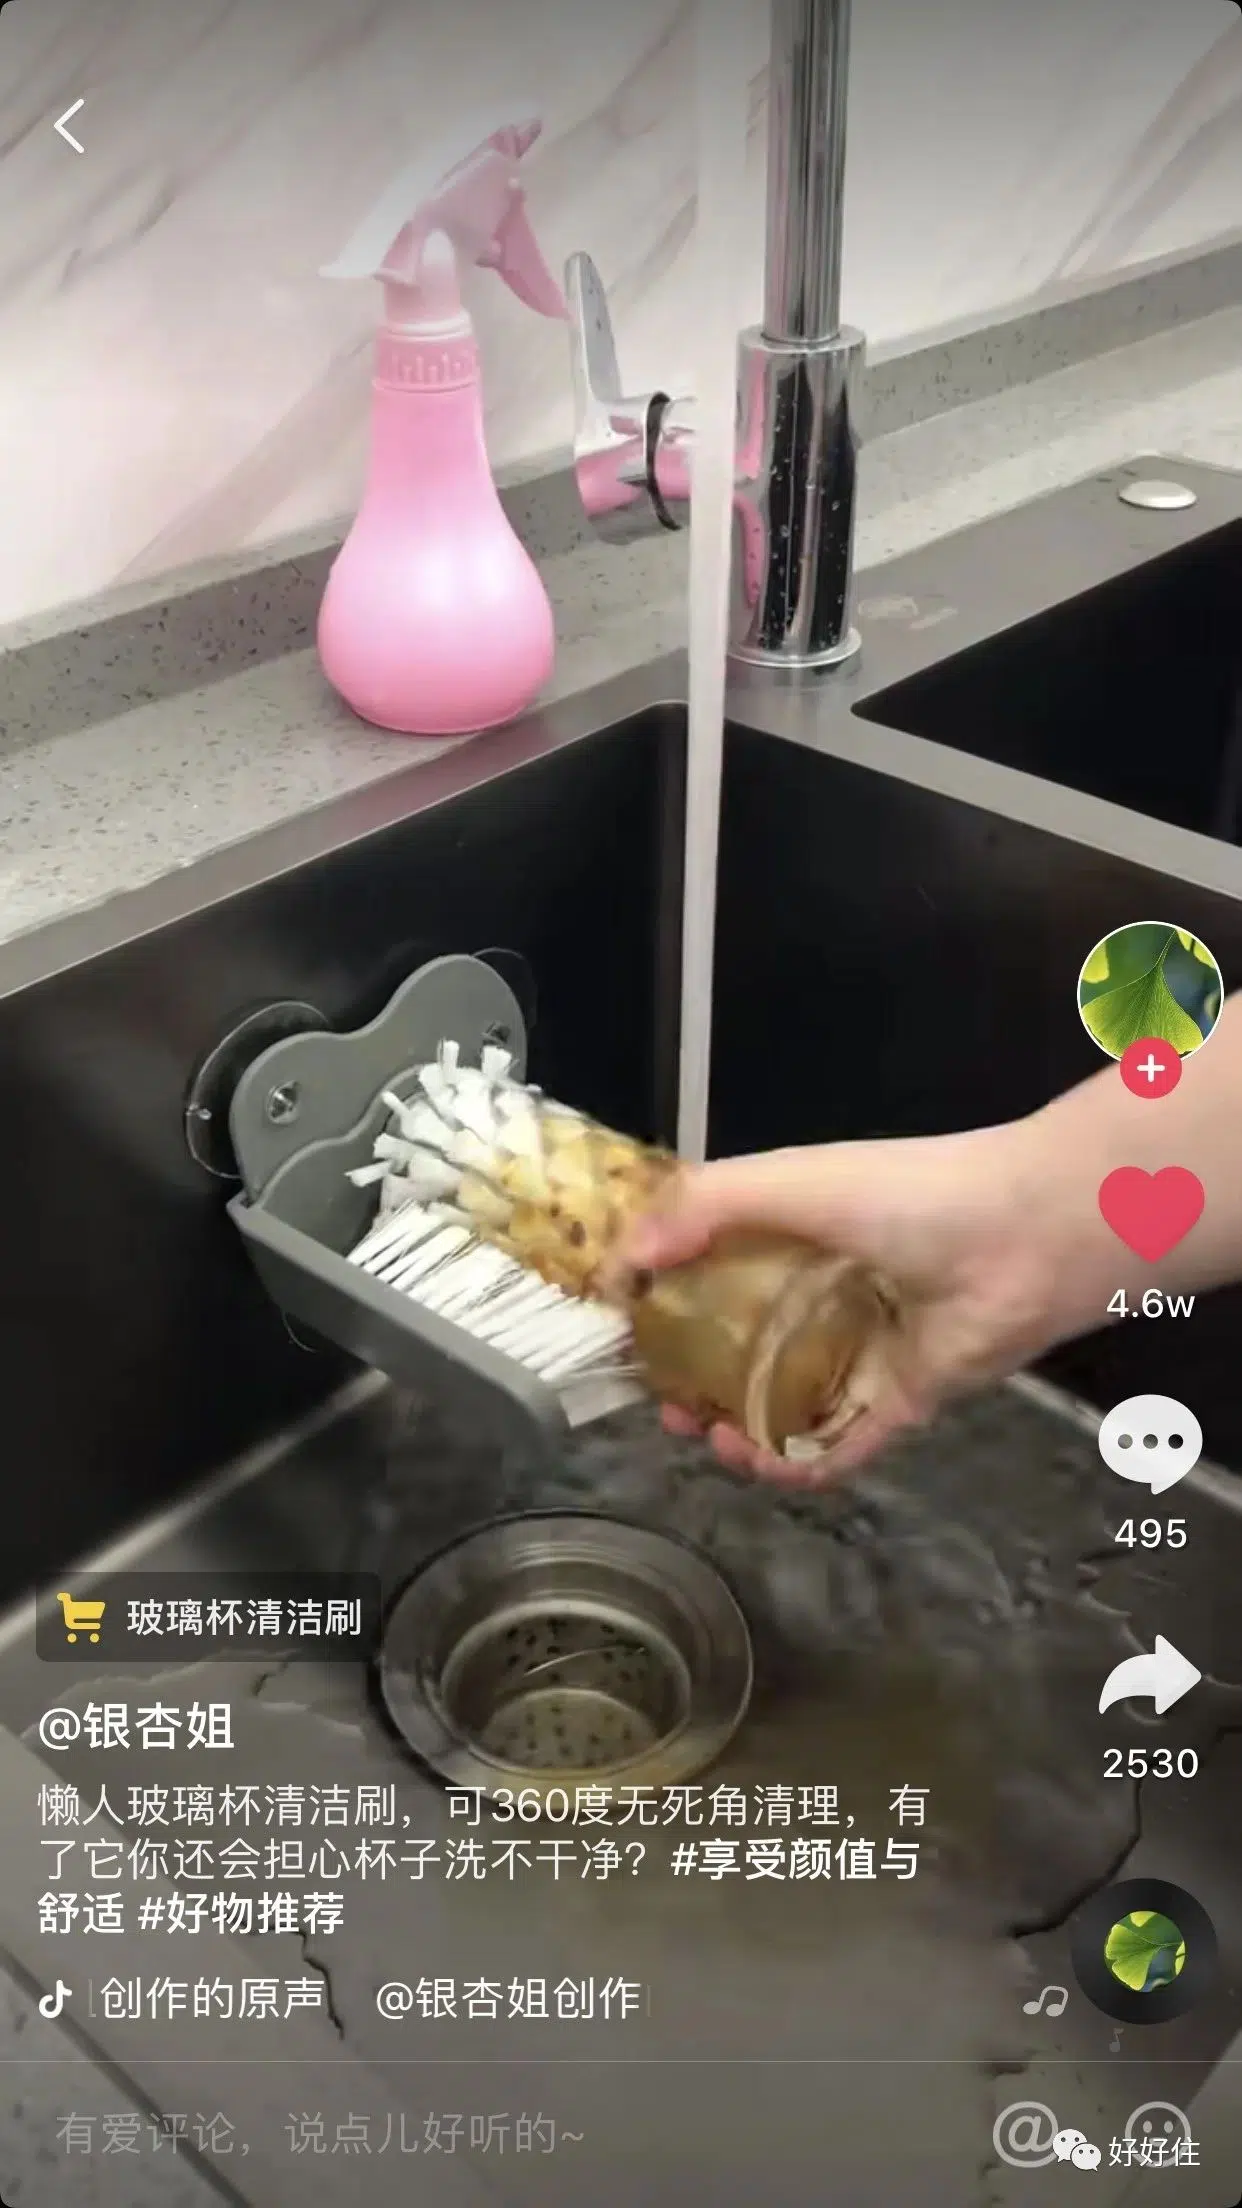 4.6w
495
2530
玻璃杯清洁刷
@银杏姐
懒人玻璃杯清洁刷，可360度无死角清理，有
了它你还会担心杯子洗不干净？#享受颜值与
舒适 #好物推荐
创作的原声 @银杏姐创作
有爱评论，说点儿好听的~
好好住